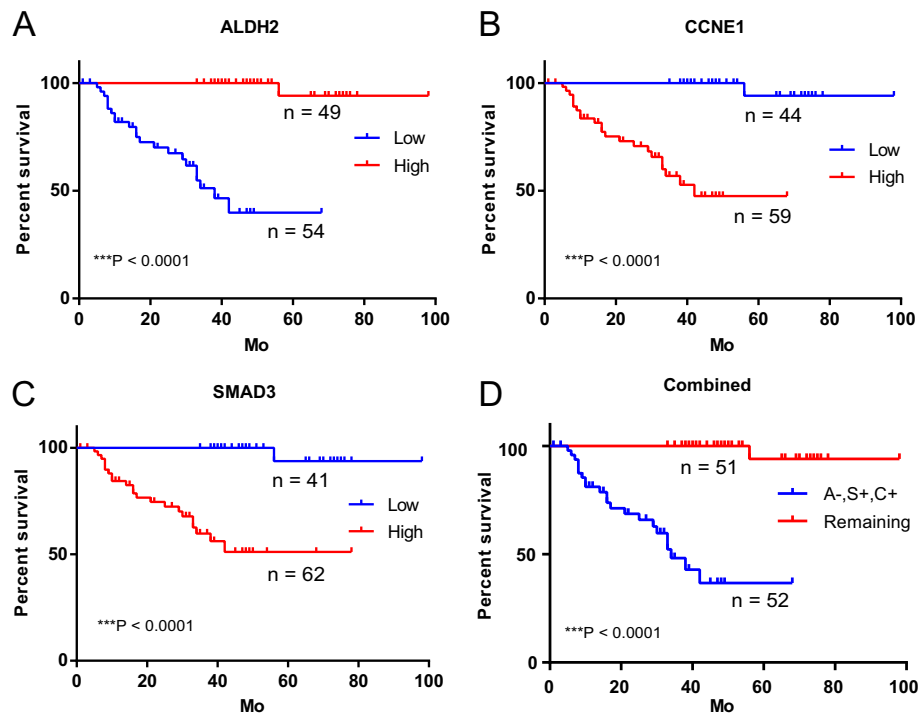 A
ALDH2
Percent survival
100
50
0
n = 49
Low
High
n = 54
***P < 0.0001
0 20 40 60 80 100
Mo
B
CCNE1
Percent survival
100
50
0
n = 44
Low
High
n = 59
***P < 0.0001
0 20 40 60 80 100
Mo
C
SMAD3
Percent survival
100
50
0
n = 41
Low
High
n = 62
***P < 0.0001
0 20 40 60 80 100
Mo
D
Combined
Percent survival
100
50
0
n = 51
A-,S+,C+
Remaining
n = 52
***P < 0.0001
0 20 40 60 80 100
Mo